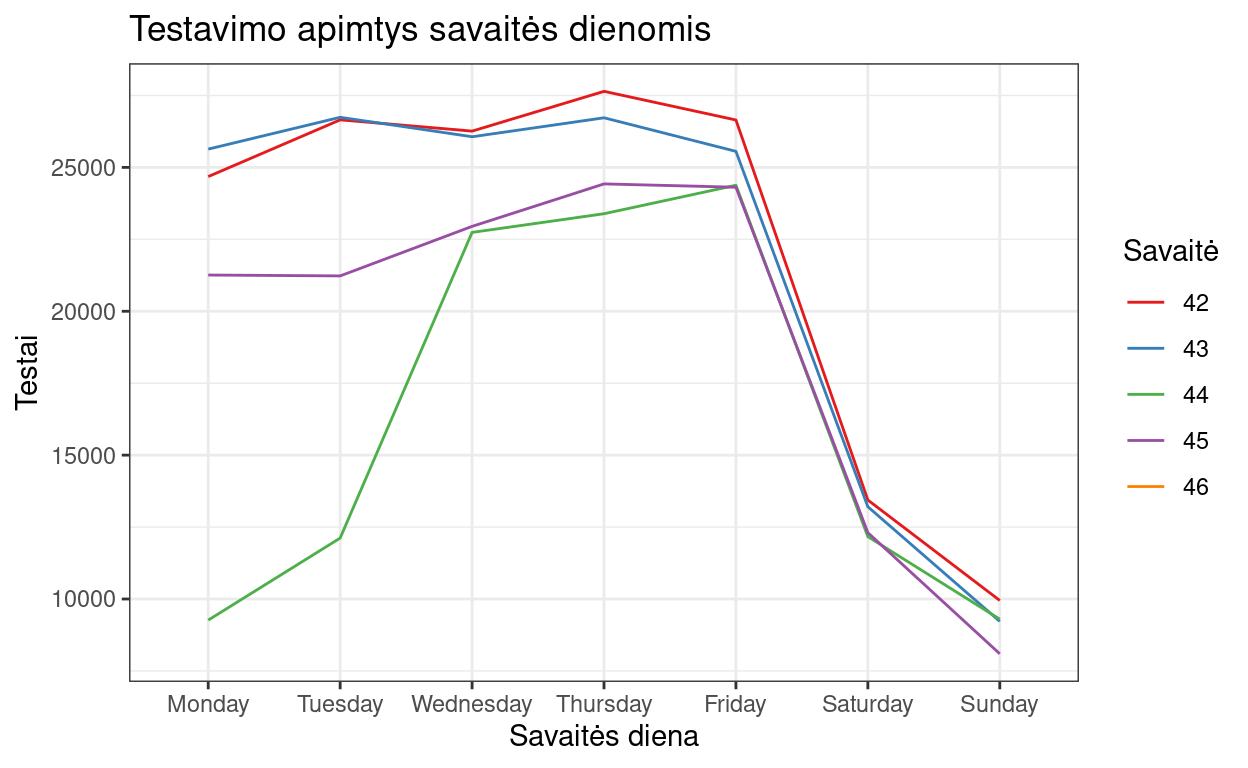 Testavimo apimtys savaitės dienomis
25000
20000
15000
10000
Testai
Monday Tuesday Wednesday Thursday Friday Saturday Sunday
Savaitės diena
Savaitė
42
43
44
45
46